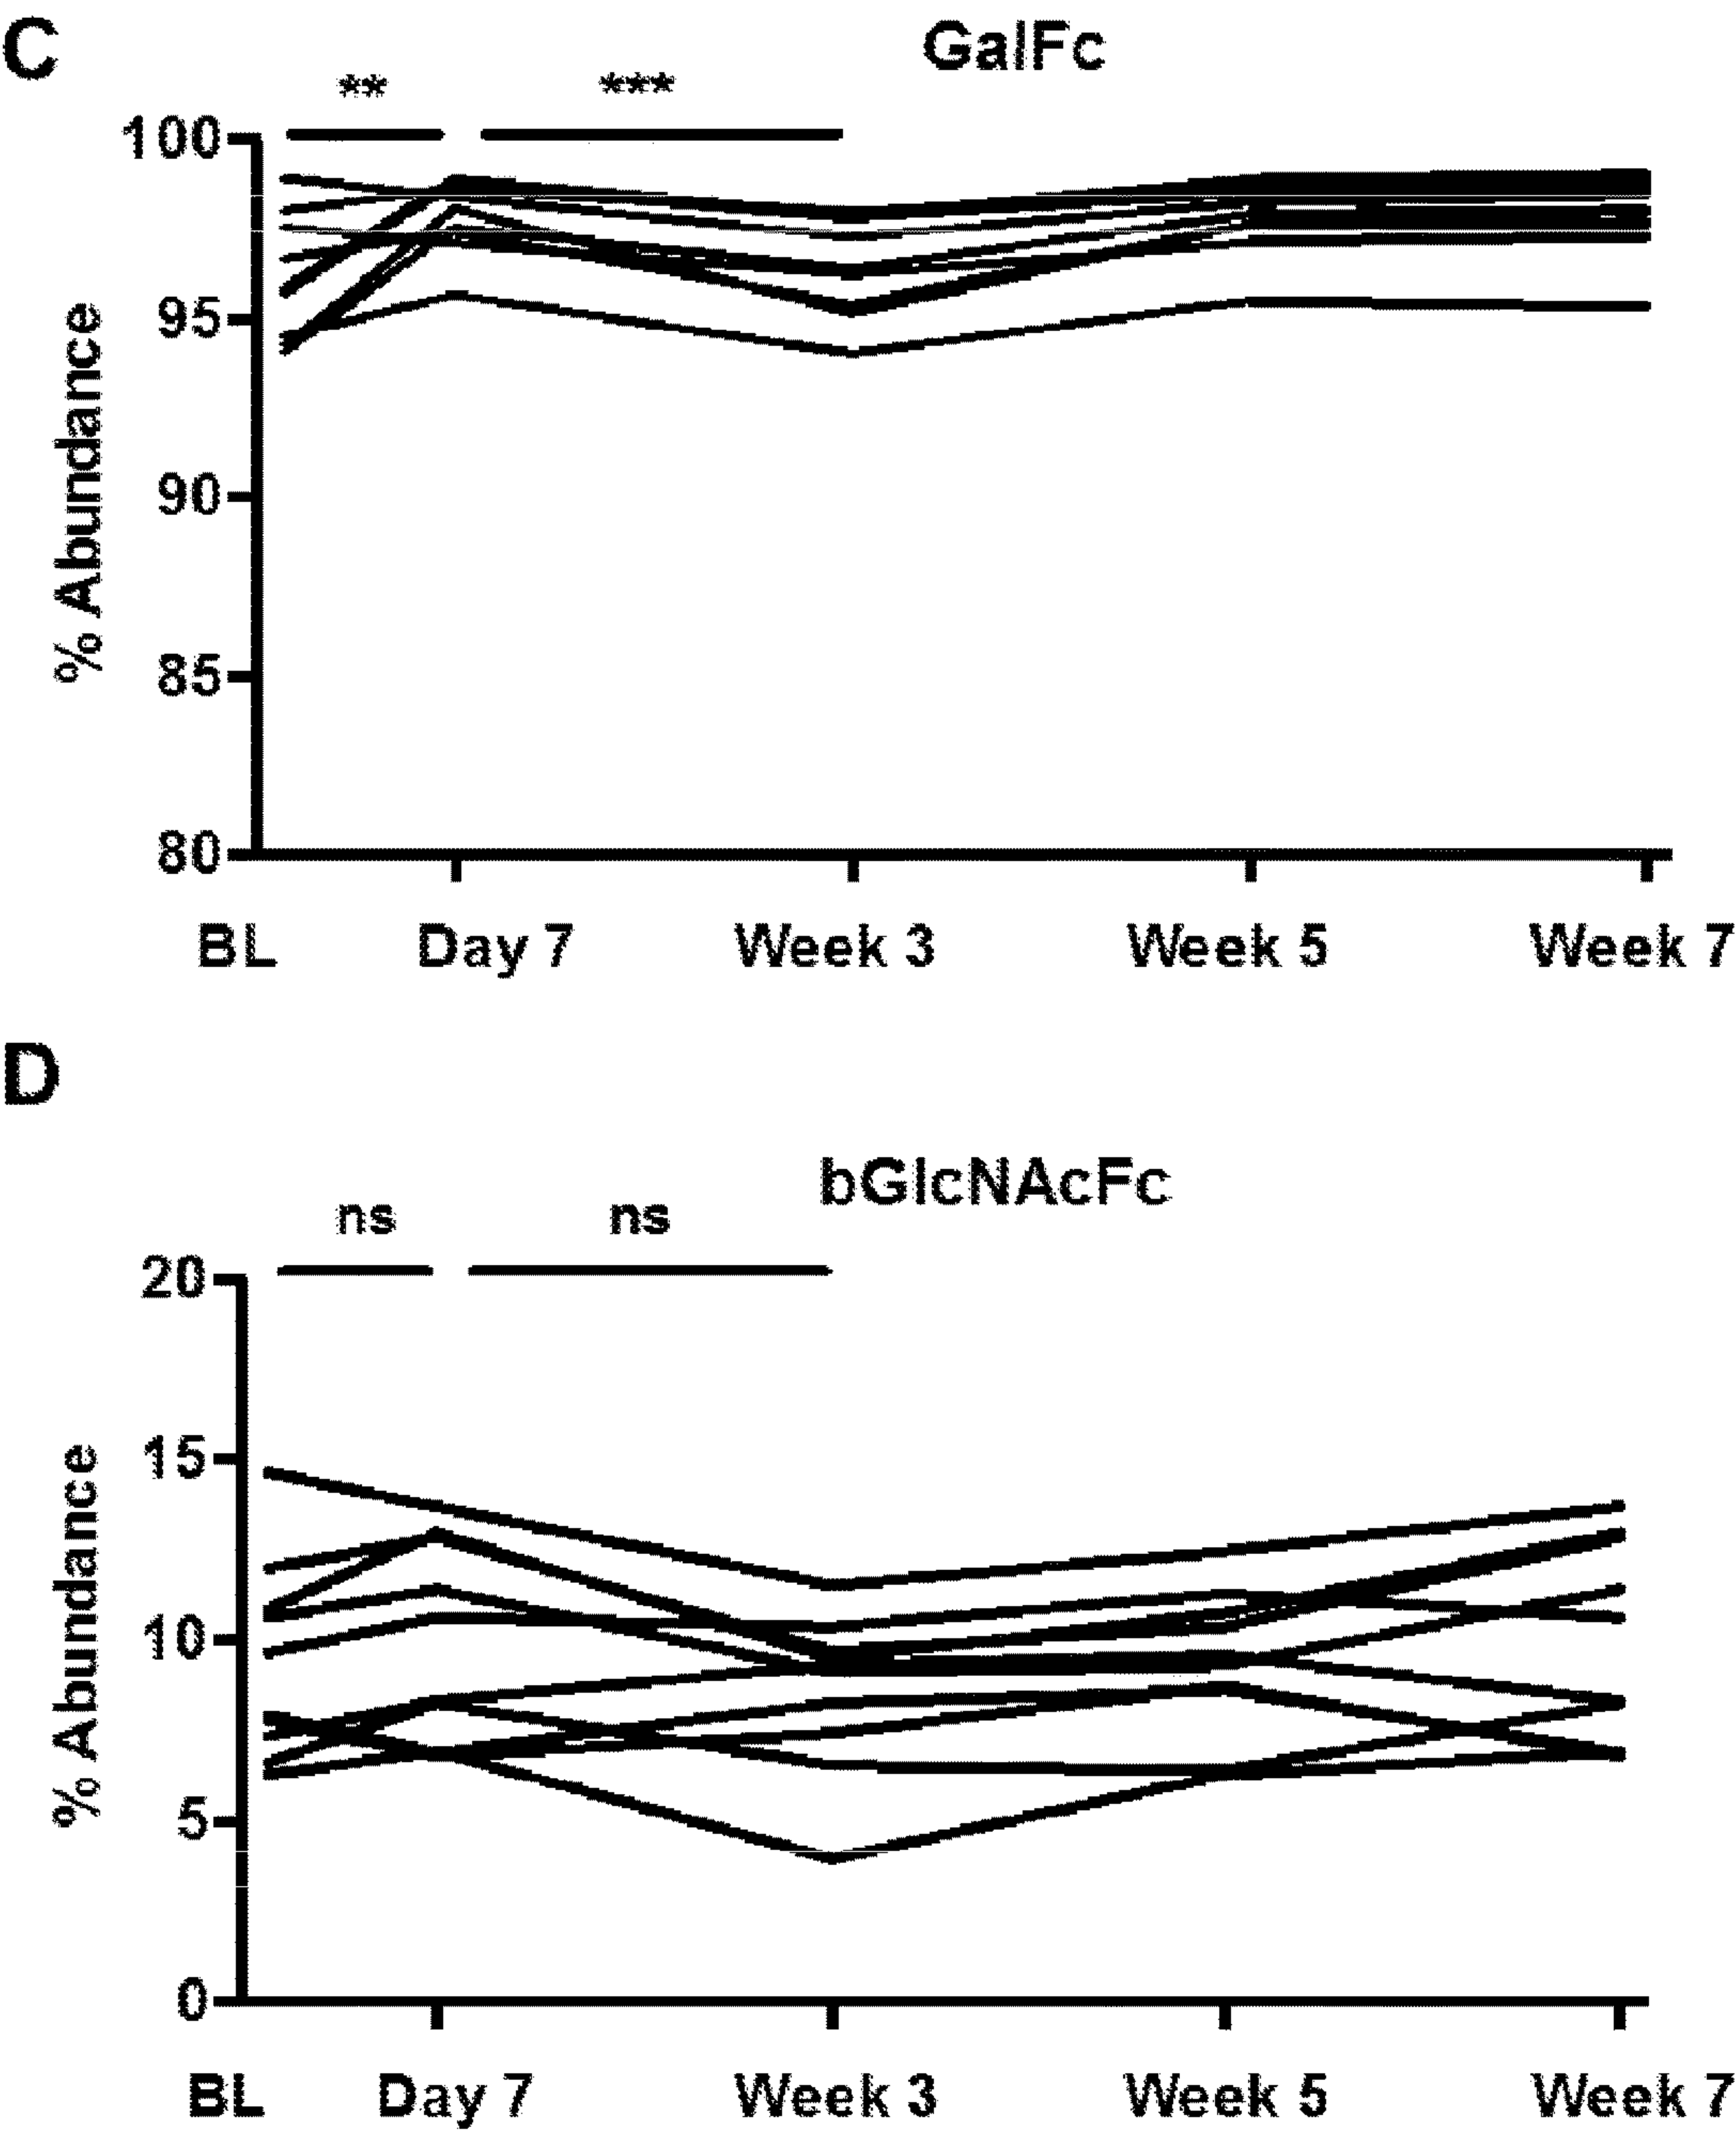 C
GalFc
** ***
100
95
90
85
80
% Abundance
BL Day 7 Week 3 Week 5 Week 7
D
bGlcNAcFc
ns ns
20
15
10
5
0
% Abundance
BL Day 7 Week 3 Week 5 Week 7